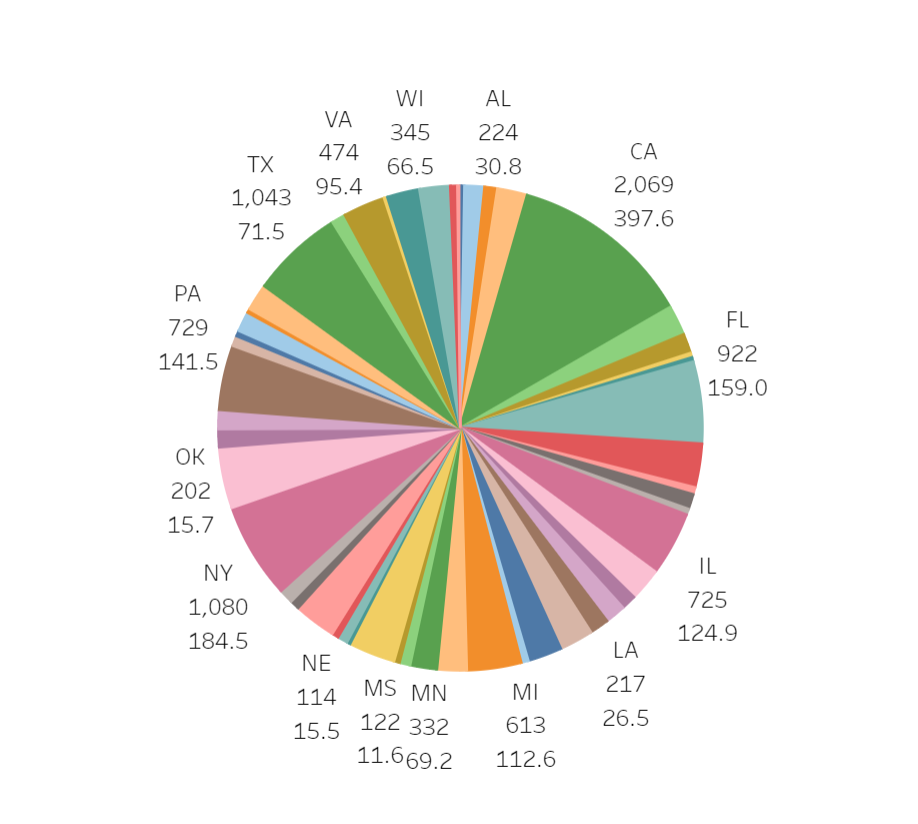 WI
345
66.5
AL
224
30.8
VA
474
95.4
CA
2,069
397.6
TX
1,043
71.5
PA
729
141.5
FL
922
159.0
OK
202
15.7
NY
1,080
184.5
IL
725
124.9
LA
217
26.5
NE
114
15.5
MS
122
11.6
MN
332
69.2
MI
613
112.6